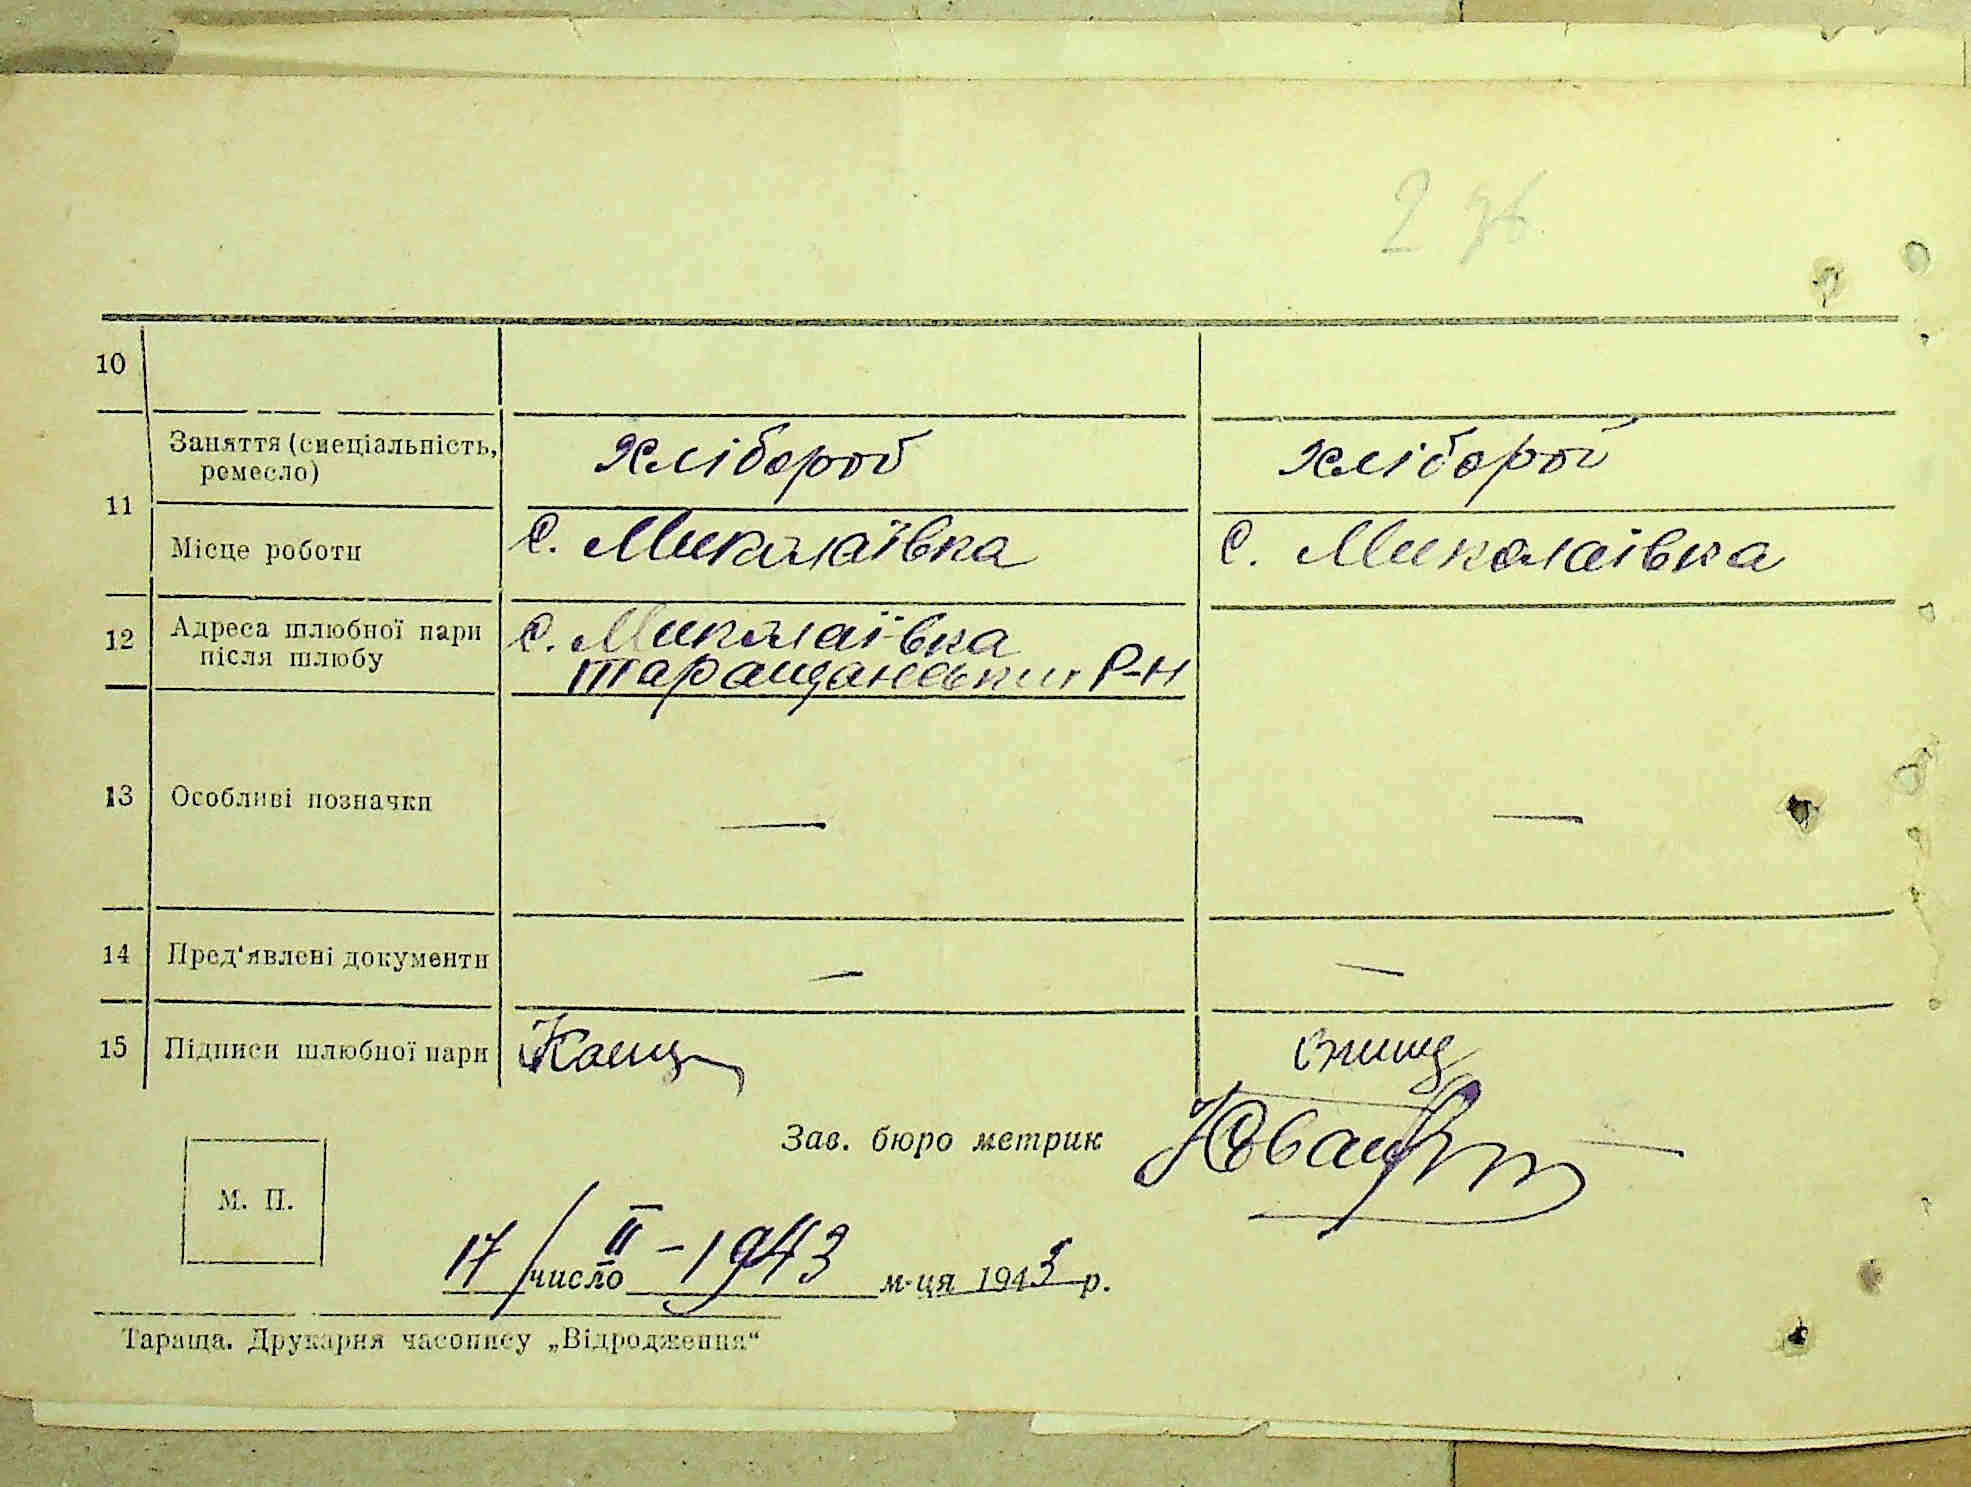 2 зв
10
Заняття (спеціальність, ремесло) хлібороб хлібороб
11
Місце роботи с. Миколаївка с. Миколаівка
12 Адреса шлюбної пари після шлюбу с. Миколаївка
Таращанський Р-н
13 Особливі позначки — —
14 Пред‘явлені документи — —
15 Підписи шлюбної пари
Зав. бюро метрик
М. П.
17/II-1943
число м-ця 1943 р.
Тараща. Друкарня часопису „Відродження“